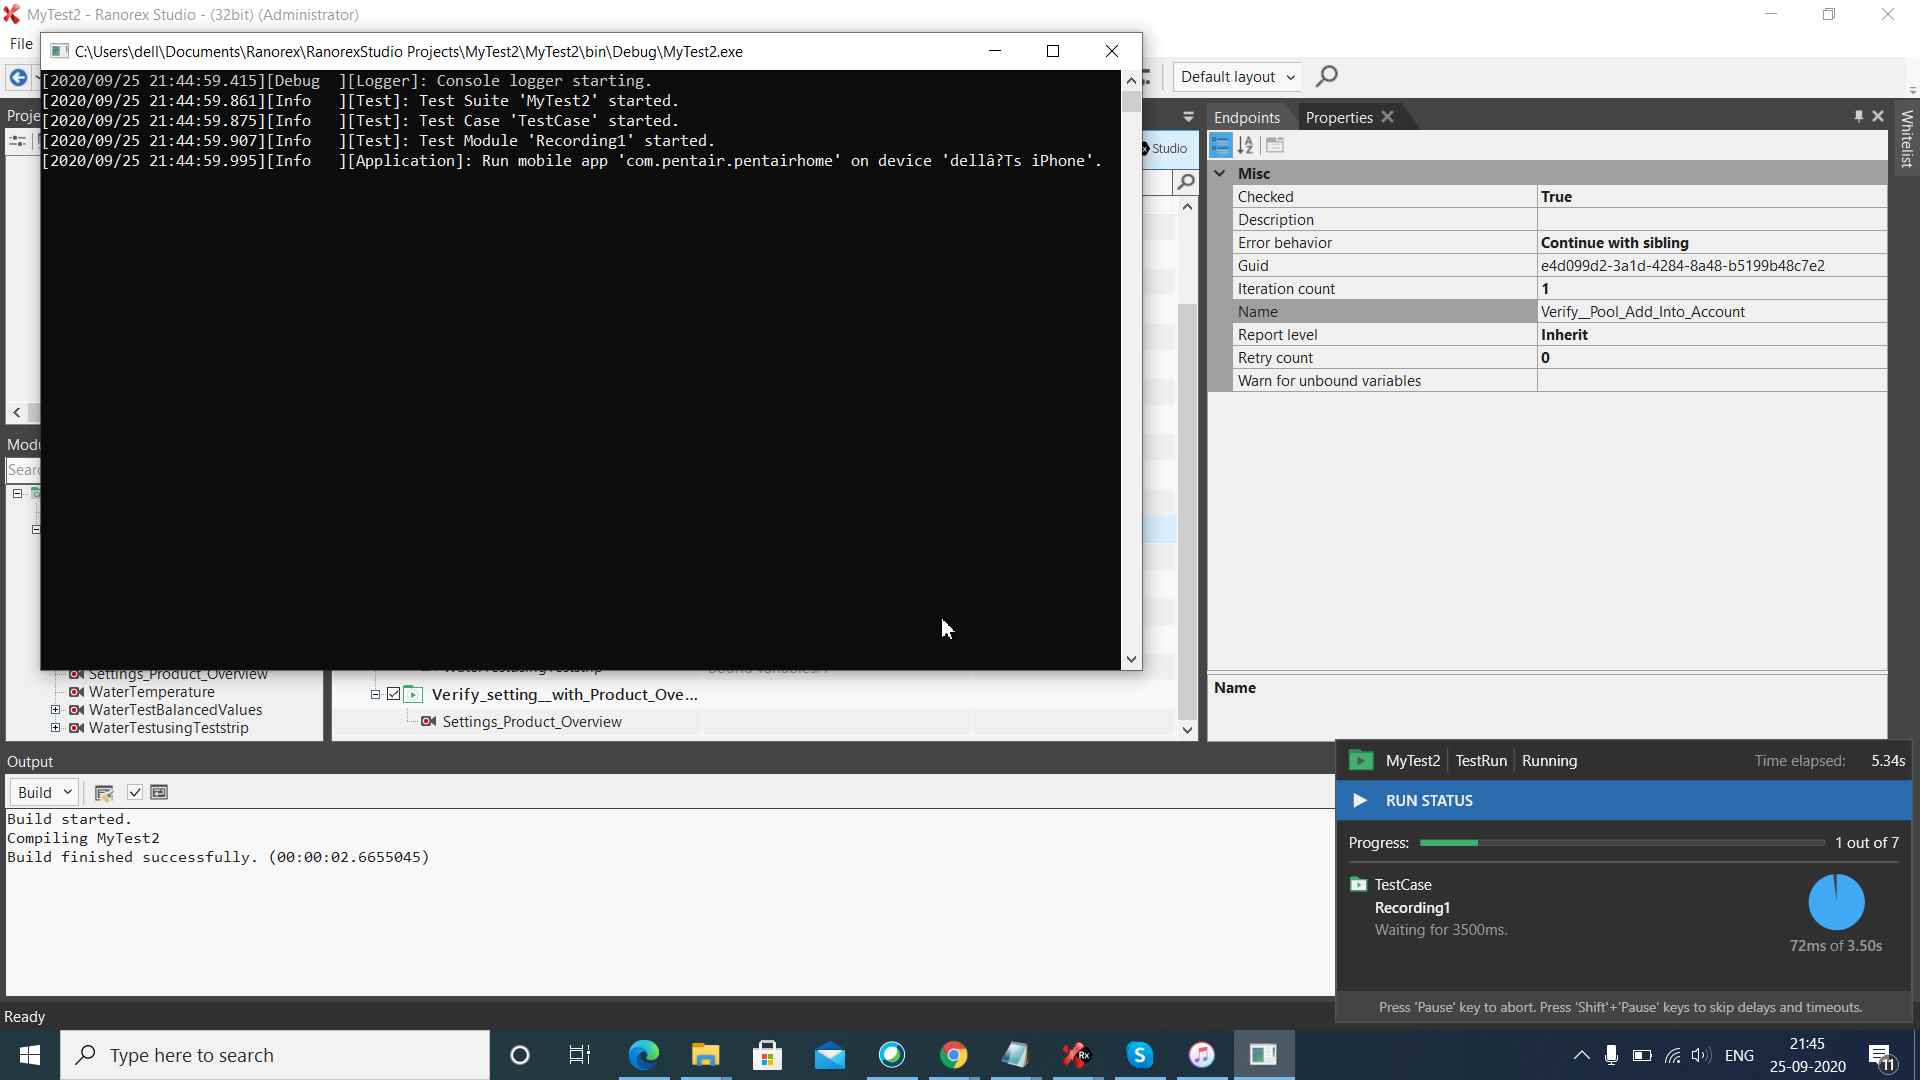 MyTest2 - Ranorex Studio - (32bit) (Administrator)
File
C:\Users\dell\Documents\Ranorex\RanorexStudio Projects\MyTest2\MyTest2\bin\Debug\MyTest2.exe
[2020/09/25 21:44:59.415][Debug  ][Logger]: Console logger starting.
[2020/09/25 21:44:59.861][Info   ][Test]: Test Suite 'MyTest2' started.
[2020/09/25 21:44:59.875][Info   ][Test]: Test Case 'TestCase' started.
[2020/09/25 21:44:59.907][Info   ][Test]: Test Module 'Recording1' started.
[2020/09/25 21:44:59.995][Info   ][Application]: Run mobile app 'com.pentair.pentairhome' on device 'dellâ?Ts iPhone'.
Default layout
Proje
Studio
Endpoints
Properties
Whitelist
Misc
Checked True
Description
Error behavior Continue with sibling
Guid e4d099d2-3a1d-4284-8a48-b5199b48c7e2
Iteration count 1
Name Verify__Pool_Add_Into_Account
Report level Inherit
Retry count 0
Warn for unbound variables
Name
Modu
Sear
Settings_Product_Overview
WaterTemperature
WaterTestBalancedValues
WaterTestusingTeststrip
Verify_setting__with_Product_Ove...
Settings_Product_Overview
Output
Build
Build started.
Compiling MyTest2
Build finished successfully. (00:00:02.6655045)
MyTest2 TestRun Running Time elapsed: 5.34s
RUN STATUS
Progress: 1 out of 7
TestCase
Recording1
Waiting for 3500ms.
72ms of 3.50s
Press 'Pause' key to abort. Press 'Shift'+'Pause' keys to skip delays and timeouts.
Ready
Type here to search
Rx
ENG
21:45
25-09-2020
11